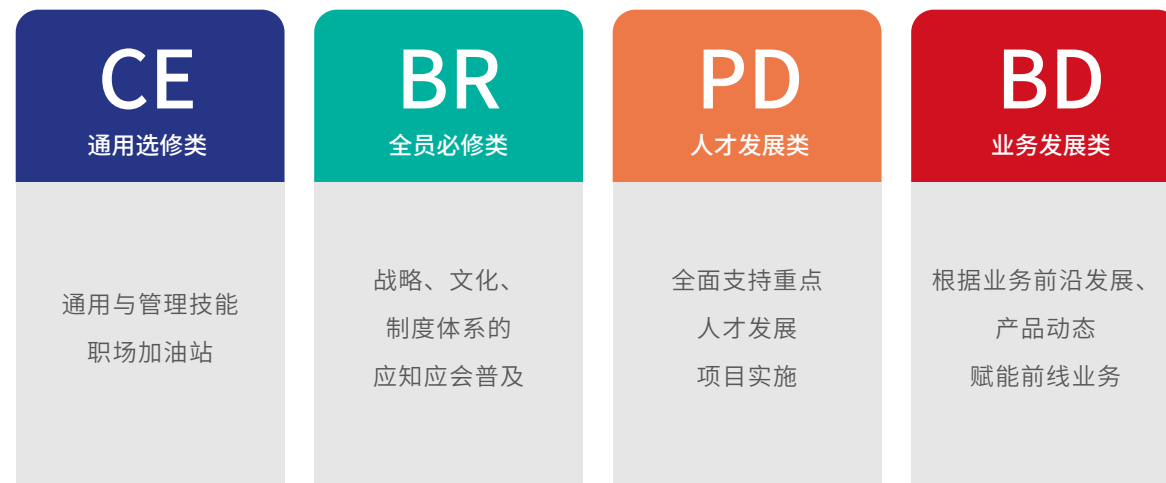 CE
通用选修类
通用与管理技能
职场加油站
BR
全员必修类
战略、文化、
制度体系的
应知应会普及
PD
人才发展类
全面支持重点
人才发展
项目实施
BD
业务发展类
根据业务前沿发展、
产品动态
赋能前线业务